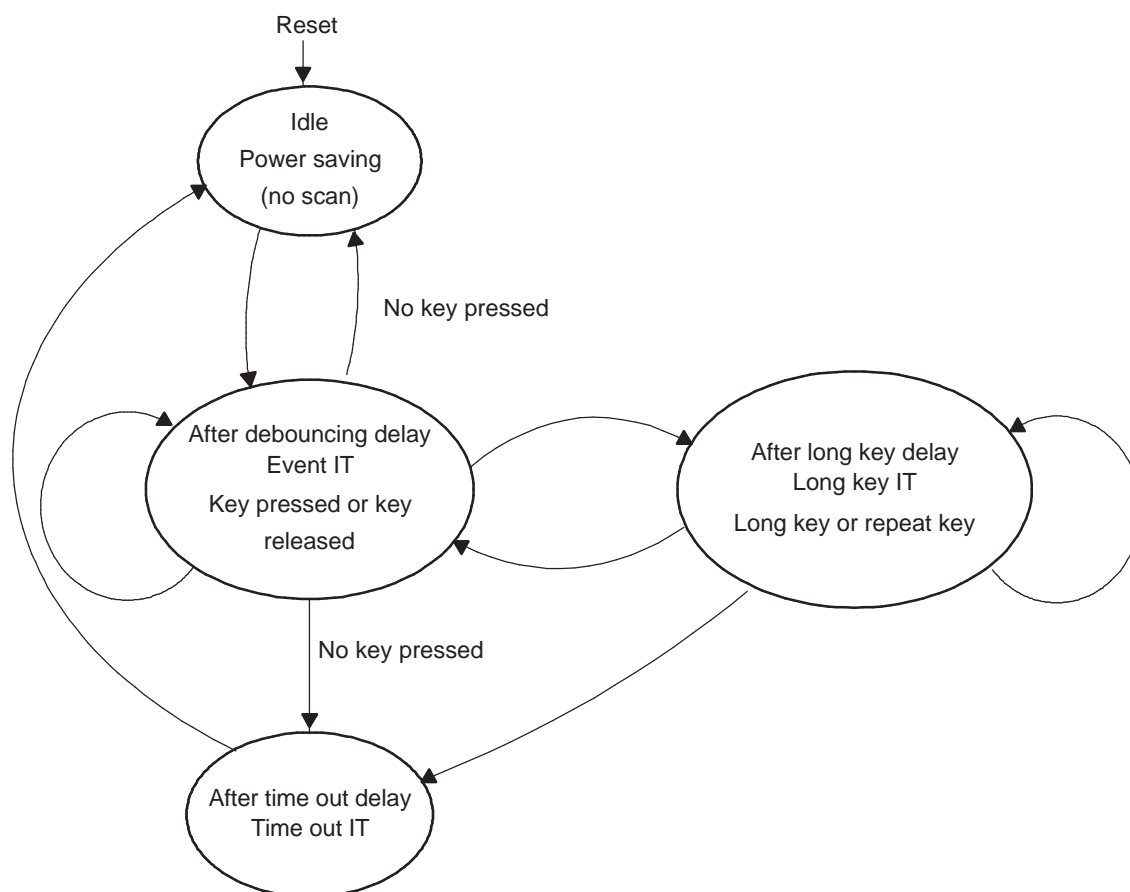 Reset
Idle
Power saving
(no scan)
No key pressed
After debouncing delay
Event IT
Key pressed or key
released
After long key delay
Long key IT
Long key or repeat key
No key pressed
After time out delay
Time out IT